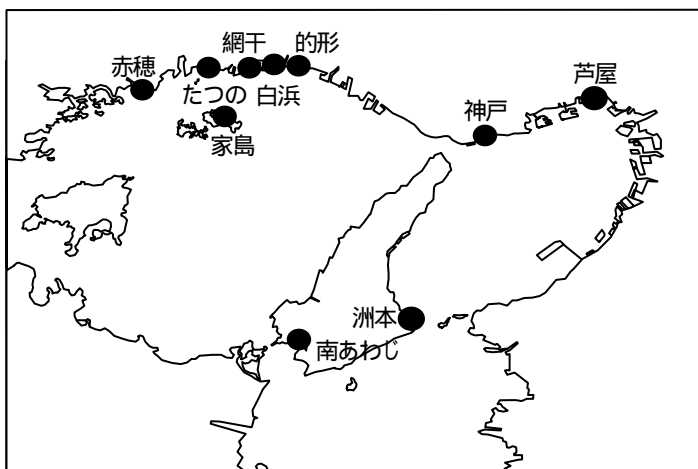 網干
的形
赤穂
芦屋
たつの
白浜
神戸
家島
洲本
南あわじ